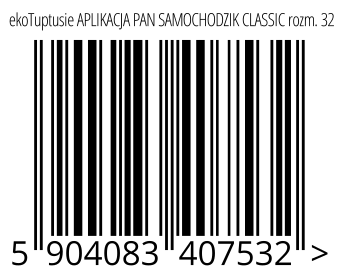 ekoTuptusie APLIKACJA PAN SAMOCHODZIK CLASSIC rozm. 32
5 904083 407532 >